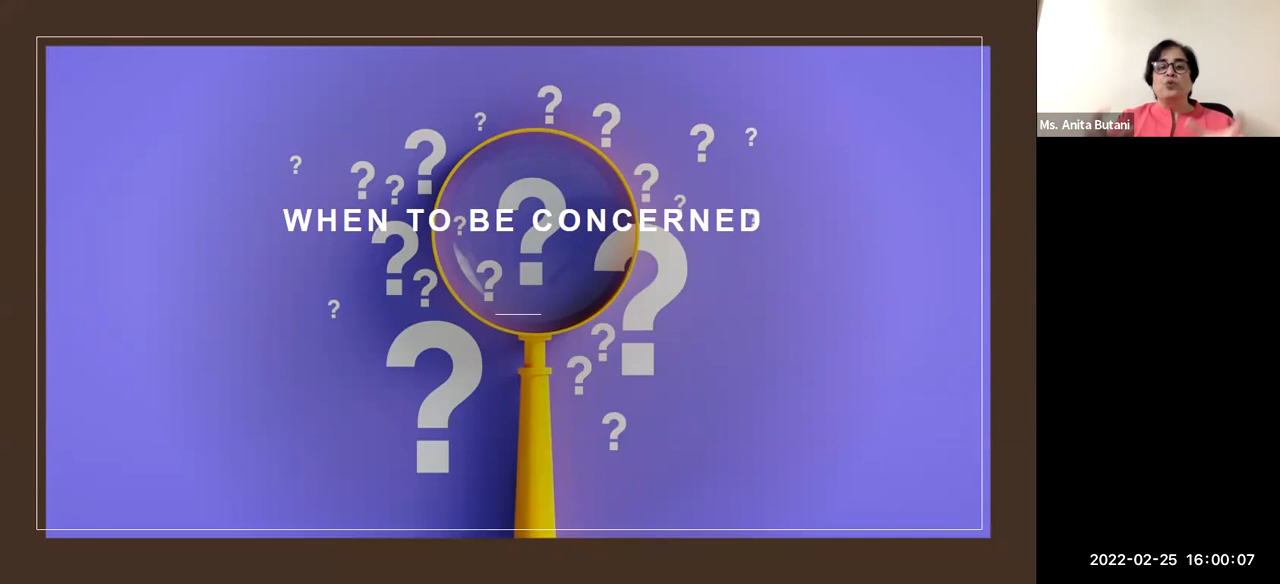 WHEN TO BE CONCERNED
Ms. Anita Butani
2022-02-25 16:00:07